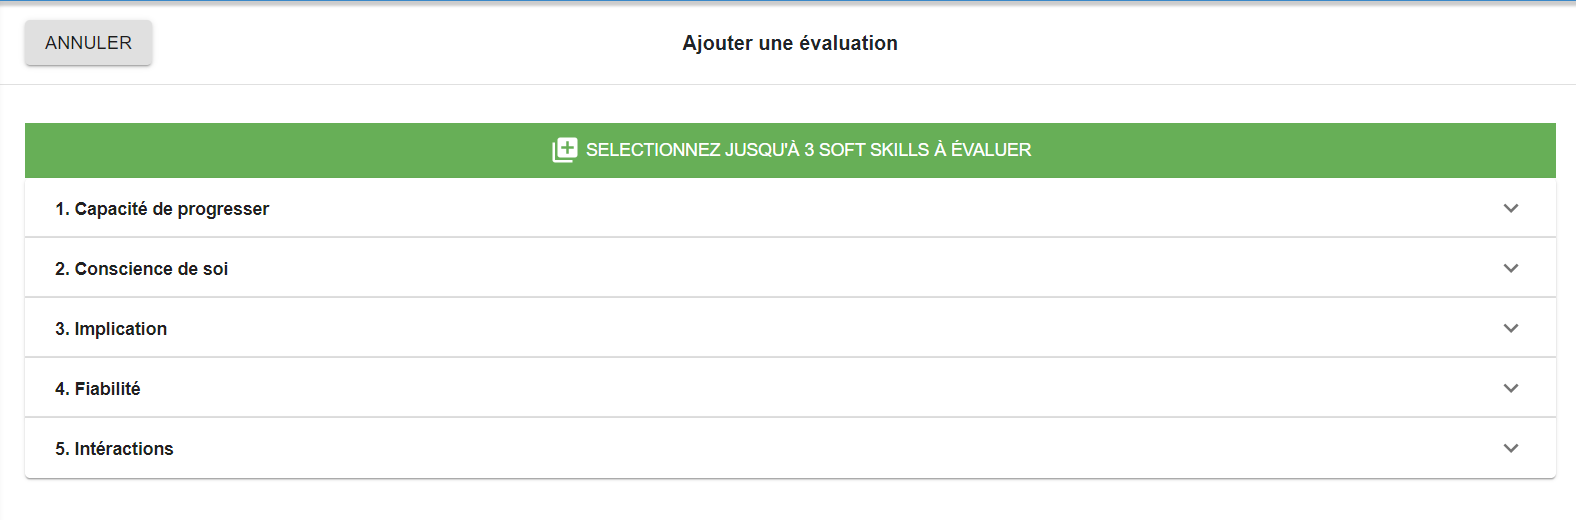 ANNULER
Ajouter une évaluation
SELECTIONNEZ JUSQU'À 3 SOFT SKILLS À ÉVALUER
1. Capacité de progresser
2. Conscience de soi
3. Implication
4. Fiabilité
5. Intéractions